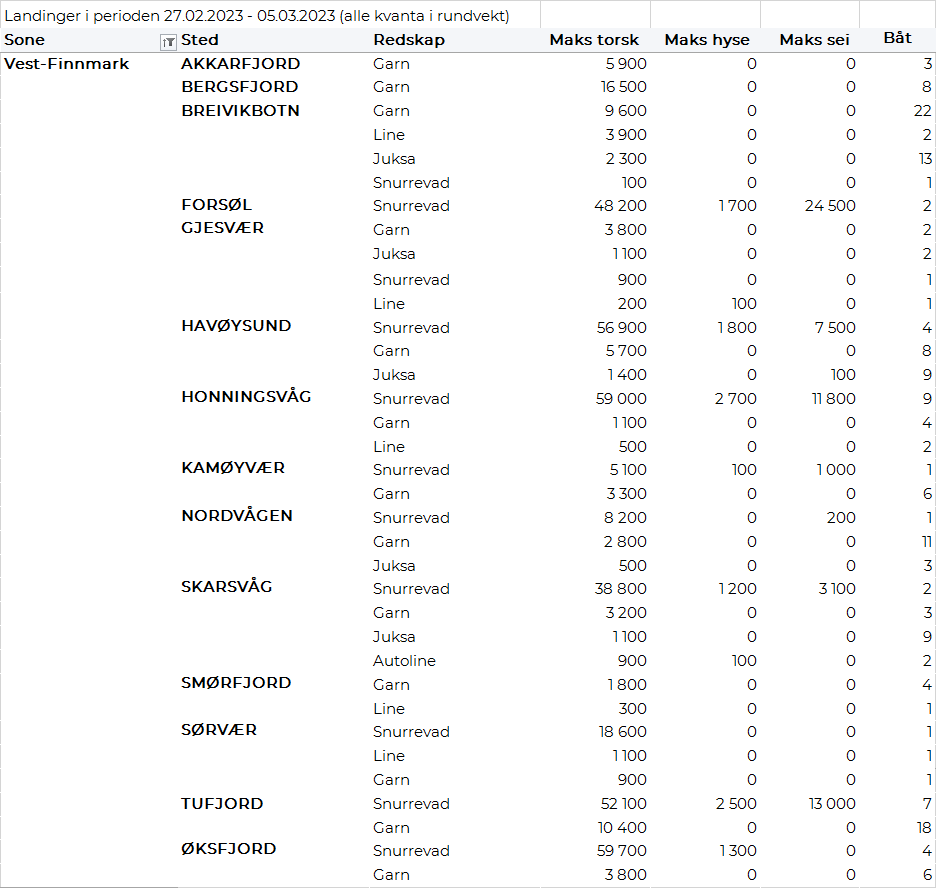 Landinger i perioden 27.02.2023 - 05.03.2023 (alle kvanta i rundvekt)
Sone Sted Redskap Maks torsk Maks hyse Maks sei Båt
Vest-Finnmark AKKARFJORD Garn 5 900 0 0 3
BERGSFJORD Garn 16 500 0 0 8
BREIVIKBOTN Garn 9 600 0 0 22
Line 3 900 0 0 2
Juksa 2 300 0 0 13
Snurrevad 100 0 0 1
FORSØL Snurrevad 48 200 1 700 24 500 2
GJESVÆR Garn 3 800 0 0 2
Juksa 1 100 0 0 2
Snurrevad 900 0 0 1
Line 200 100 0 1
HAVØYSUND Snurrevad 56 900 1 800 7 500 4
Garn 5 700 0 0 8
Juksa 1 400 0 100 9
HONNINGSVÅG Snurrevad 59 000 2 700 11 800 9
Garn 1 100 0 0 4
Line 500 0 0 2
KAMØYVÆR Snurrevad 5 100 100 1 000 1
Garn 3 300 0 0 6
NORDVÅGEN Snurrevad 8 200 0 200 1
Garn 2 800 0 0 11
Juksa 500 0 0 3
SKARSVÅG Snurrevad 38 800 1 200 3 100 2
Garn 3 200 0 0 3
Juksa 1 100 0 0 9
Autoline 900 100 0 2
SMØRFJORD Garn 1 800 0 0 4
Line 300 0 0 1
SØRVÆR Snurrevad 18 600 0 0 1
Line 1 100 0 0 1
Garn 900 0 0 1
TUFJORD Snurrevad 52 100 2 500 13 000 7
Garn 10 400 0 0 18
ØKSFJORD Snurrevad 59 700 1 300 0 4
Garn 3 800 0 0 6